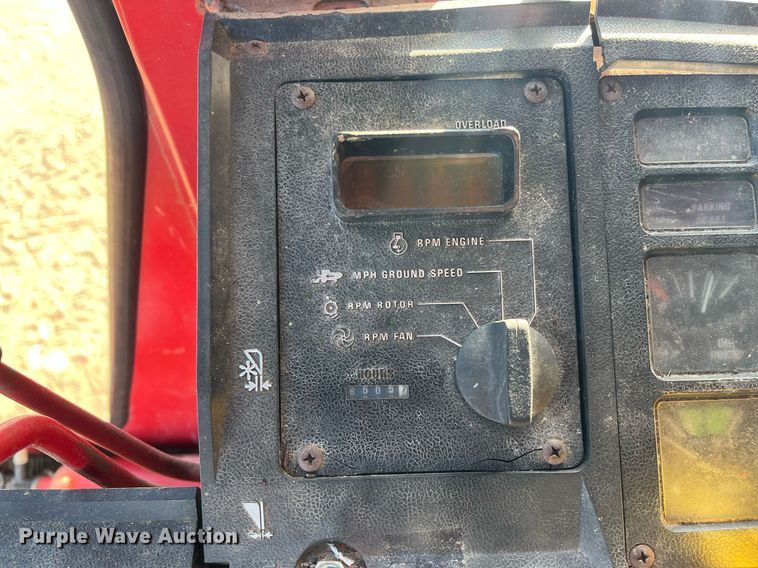 OVERLOAD
RPM ENGINE
MPH GROUND SPEED
RPM ROTOR
RPM FAN
HOURS
PARKING
BRAKE
Purple Wave Auction®